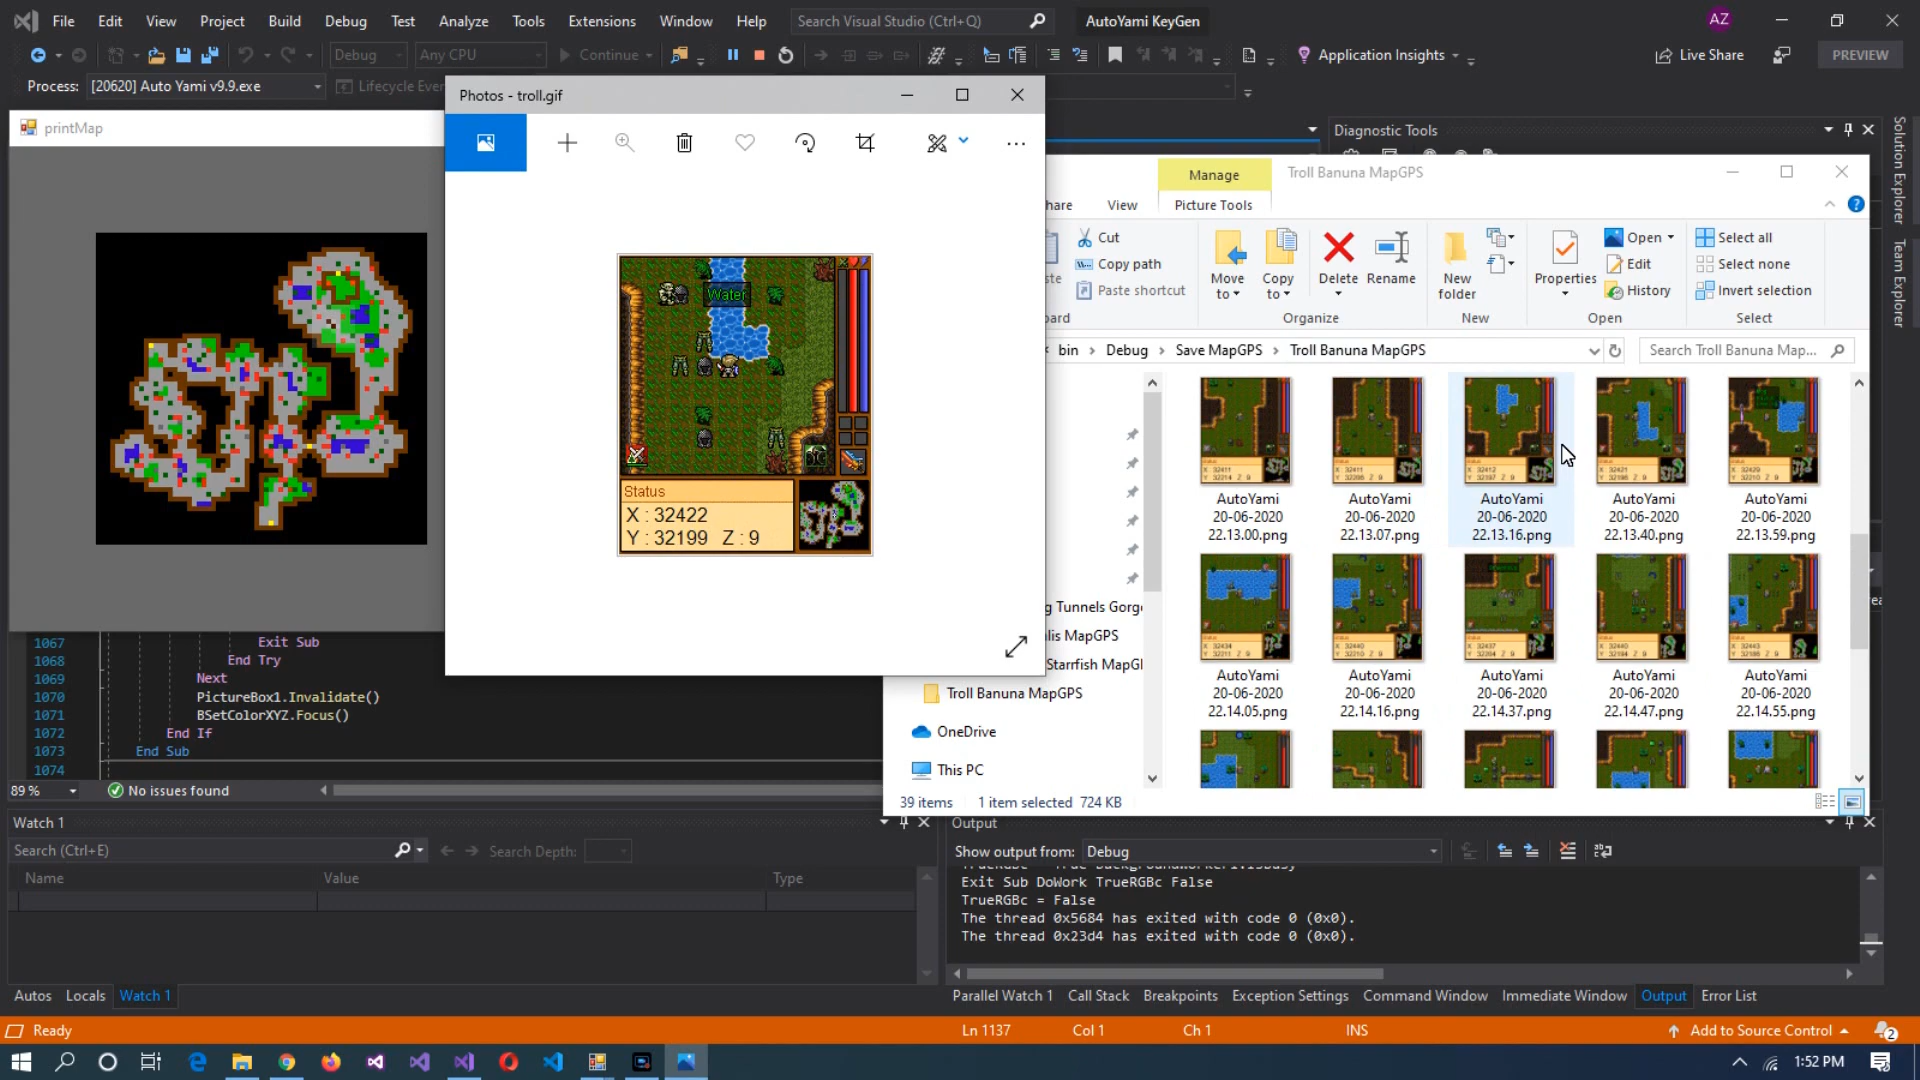 File Edit View Project Build Debug Test Analyze Tools Extensions Window Help Search Visual Studio (Ctrl+Q) AutoYami KeyGen AZ
Debug Any CPU Continue Application Insights Live Share PREVIEW
Process: [20620] Auto Yami v9.9.exe Lifecycle Even
printMap
Photos - troll.gif
Water
Status
X : 32422
Y : 32199 Z : 9
Diagnostic Tools
Solution Explorer
Team Explorer
Manage Troll Banuna MapGPS
hare View Picture Tools
Cut
Copy path
Paste shortcut
Move to
Copy to
Delete Rename
New folder
Properties
Open
Edit
History
Select all
Select none
Invert selection
Organize New Open Select
bin Debug Save MapGPS Troll Banuna MapGPS Search Troll Banuna Map...
AutoYami 20-06-2020 22.13.00.png
AutoYami 20-06-2020 22.13.07.png
AutoYami 20-06-2020 22.13.16.png
AutoYami 20-06-2020 22.13.40.png
AutoYami 20-06-2020 22.13.59.png
AutoYami 20-06-2020 22.14.05.png
AutoYami 20-06-2020 22.14.16.png
AutoYami 20-06-2020 22.14.37.png
AutoYami 20-06-2020 22.14.47.png
AutoYami 20-06-2020 22.14.55.png
g Tunnels Gorg
lis MapGPS
Starrfish MapGI
Troll Banuna MapGPS
OneDrive
This PC
39 items 1 item selected 724 KB
1067 Exit Sub
1068 End Try
1069 Next
1070 PictureBox1.Invalidate()
1071 BSetColorXYZ.Focus()
1072 End If
1073 End Sub
1074
89 % No issues found
Watch 1
Search (Ctrl+E) Search Depth:
Name Value Type
Autos Locals Watch 1
Output
Show output from: Debug
Exit Sub DoWork TrueRGBc False
TrueRGBc = False
The thread 0x5684 has exited with code 0 (0x0).
The thread 0x23d4 has exited with code 0 (0x0).
Parallel Watch 1 Call Stack Breakpoints Exception Settings Command Window Immediate Window Output Error List
Ready Ln 1137 Col 1 Ch 1 INS Add to Source Control 2
1:52 PM